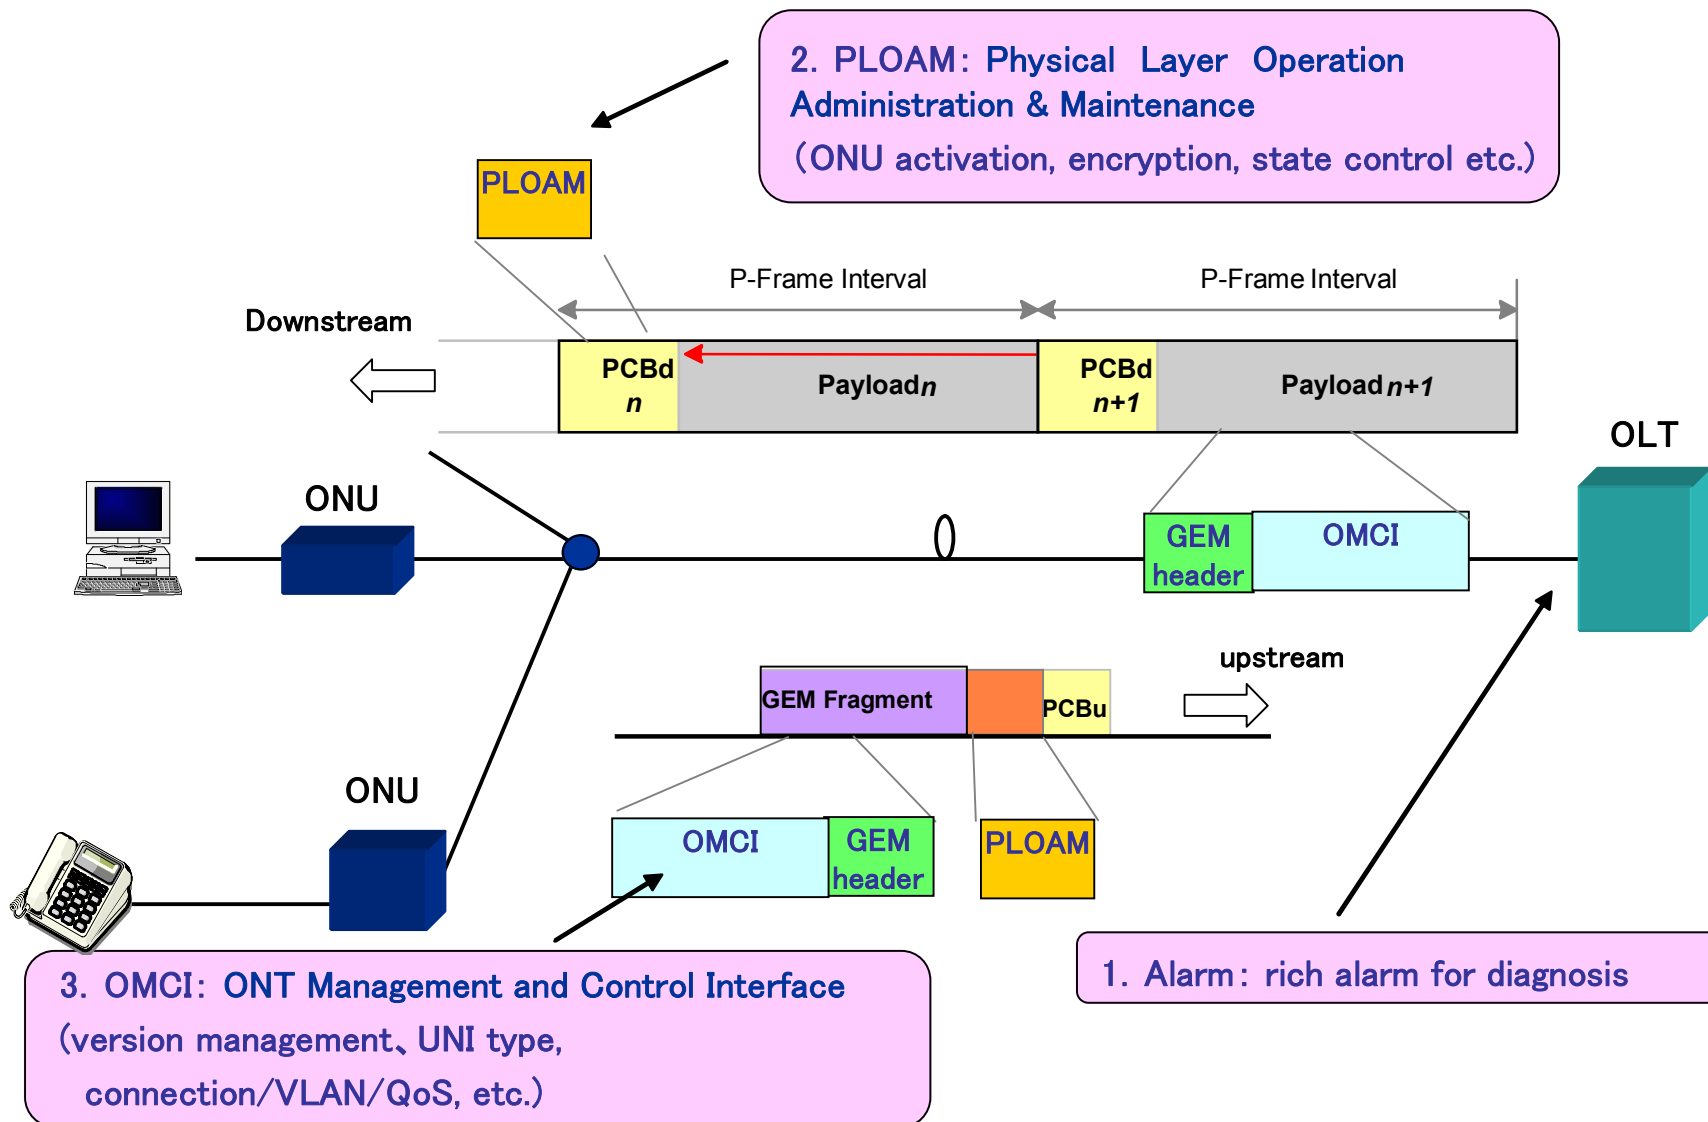 2. PLOAM: Physical Layer Operation
Administration & Maintenance
(ONU activation, encryption, state control etc.)
PLOAM
P-Frame Interval
P-Frame Interval
Downstream
PCBd
n
Payload n
PCBd
n+1
Payload n+1
OLT
ONU
GEM
header
OMCI
upstream
GEM Fragment
PCBu
ONU
OMCI
GEM
header
PLOAM
3. OMCI: ONT Management and Control Interface
(version management、UNI type,
connection/VLAN/QoS, etc.)
1. Alarm: rich alarm for diagnosis